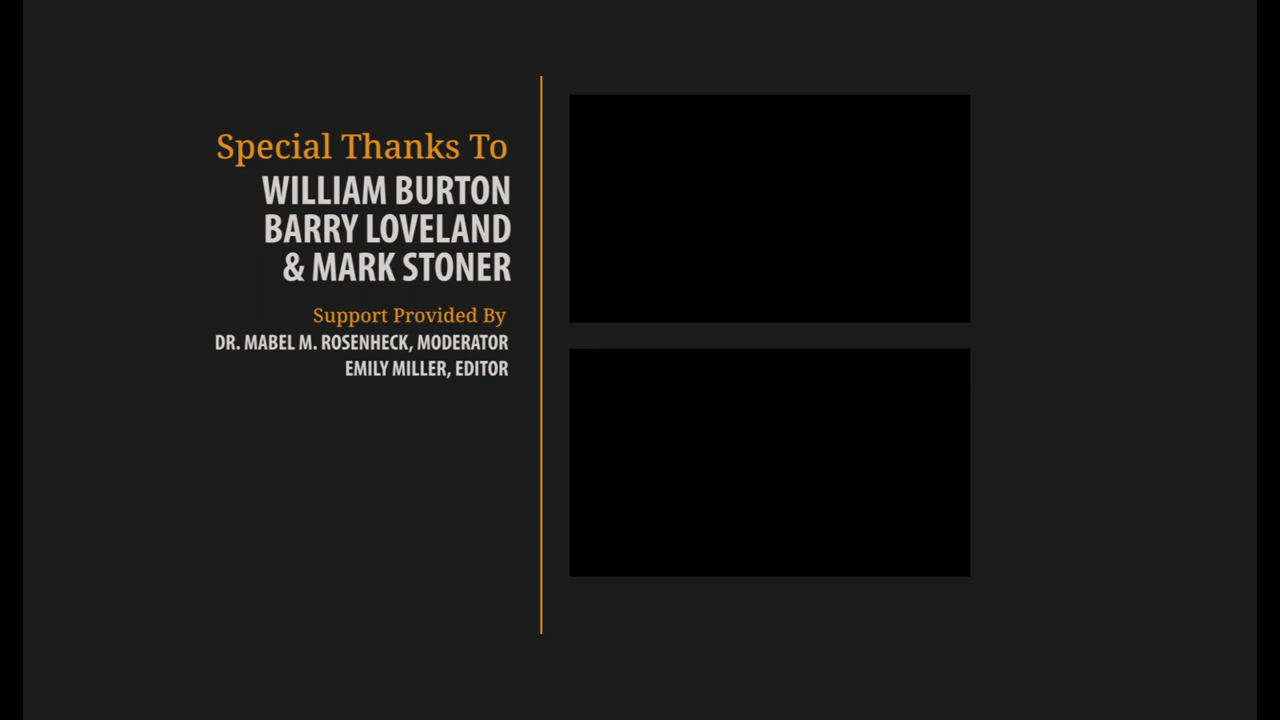 Special Thanks To
WILLIAM BURTON
BARRY LOVELAND
& MARK STONER
Support Provided By
DR. MABEL M. ROSENHECK, MODERATOR
EMILY MILLER, EDITOR